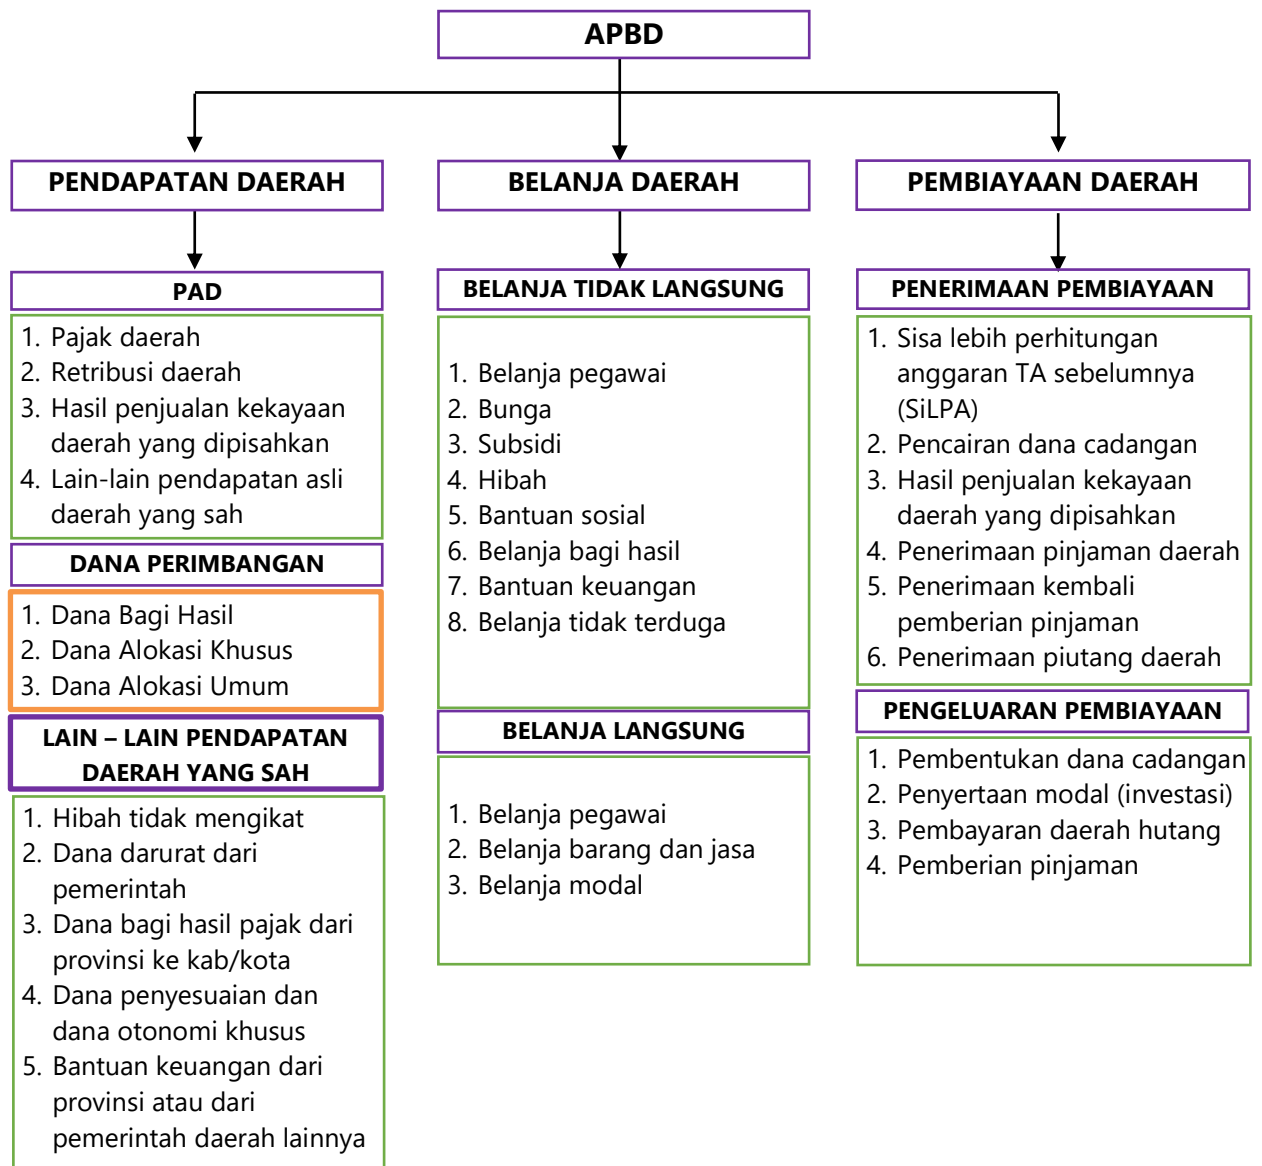 APBD
PENDAPATAN DAERAH
PAD
1. Pajak daerah
2. Retribusi daerah
3. Hasil penjualan kekayaan
daerah yang dipisahkan
4. Lain-lain pendapatan asli
daerah yang sah
DANA PERIMBANGAN
1. Dana Bagi Hasil
2. Dana Alokasi Khusus
3. Dana Alokasi Umum
LAIN – LAIN PENDAPATAN
DAERAH YANG SAH
1. Hibah tidak mengikat
2. Dana darurat dari
pemerintah
3. Dana bagi hasil pajak dari
provinsi ke kab/kota
4. Dana penyesuaian dan
dana otonomi khusus
5. Bantuan keuangan dari
provinsi atau dari
pemerintah daerah lainnya
BELANJA DAERAH
BELANJA TIDAK LANGSUNG
1. Belanja pegawai
2. Bunga
3. Subsidi
4. Hibah
5. Bantuan sosial
6. Belanja bagi hasil
7. Bantuan keuangan
8. Belanja tidak terduga
BELANJA LANGSUNG
1. Belanja pegawai
2. Belanja barang dan jasa
3. Belanja modal
PEMBIAYAAN DAERAH
PENERIMAAN PEMBIAYAAN
1. Sisa lebih perhitungan
anggaran TA sebelumnya
(SiLPA)
2. Pencairan dana cadangan
3. Hasil penjualan kekayaan
daerah yang dipisahkan
4. Penerimaan pinjaman daerah
5. Penerimaan kembali
pemberian pinjaman
6. Penerimaan piutang daerah
PENGELUARAN PEMBIAYAAN
1. Pembentukan dana cadangan
2. Penyertaan modal (investasi)
3. Pembayaran daerah hutang
4. Pemberian pinjaman